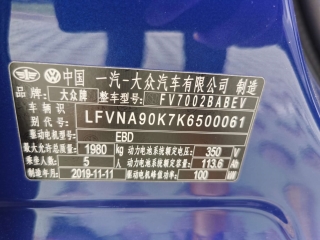 中国 一汽-大众汽车有限公司 制造
品牌 大众牌 整车型号 FV7002BABEV
车辆识别代号 LFVNA90K7K6500061
驱动电机型号 EBD
最大允许总质量 1980 kg 动力电池系统额定电压 350 V
乘坐人数 5 人 动力电池系统额定容量 113.6 Ah
制造年月 2019-11-11 驱动电机峰值功率 100 kW